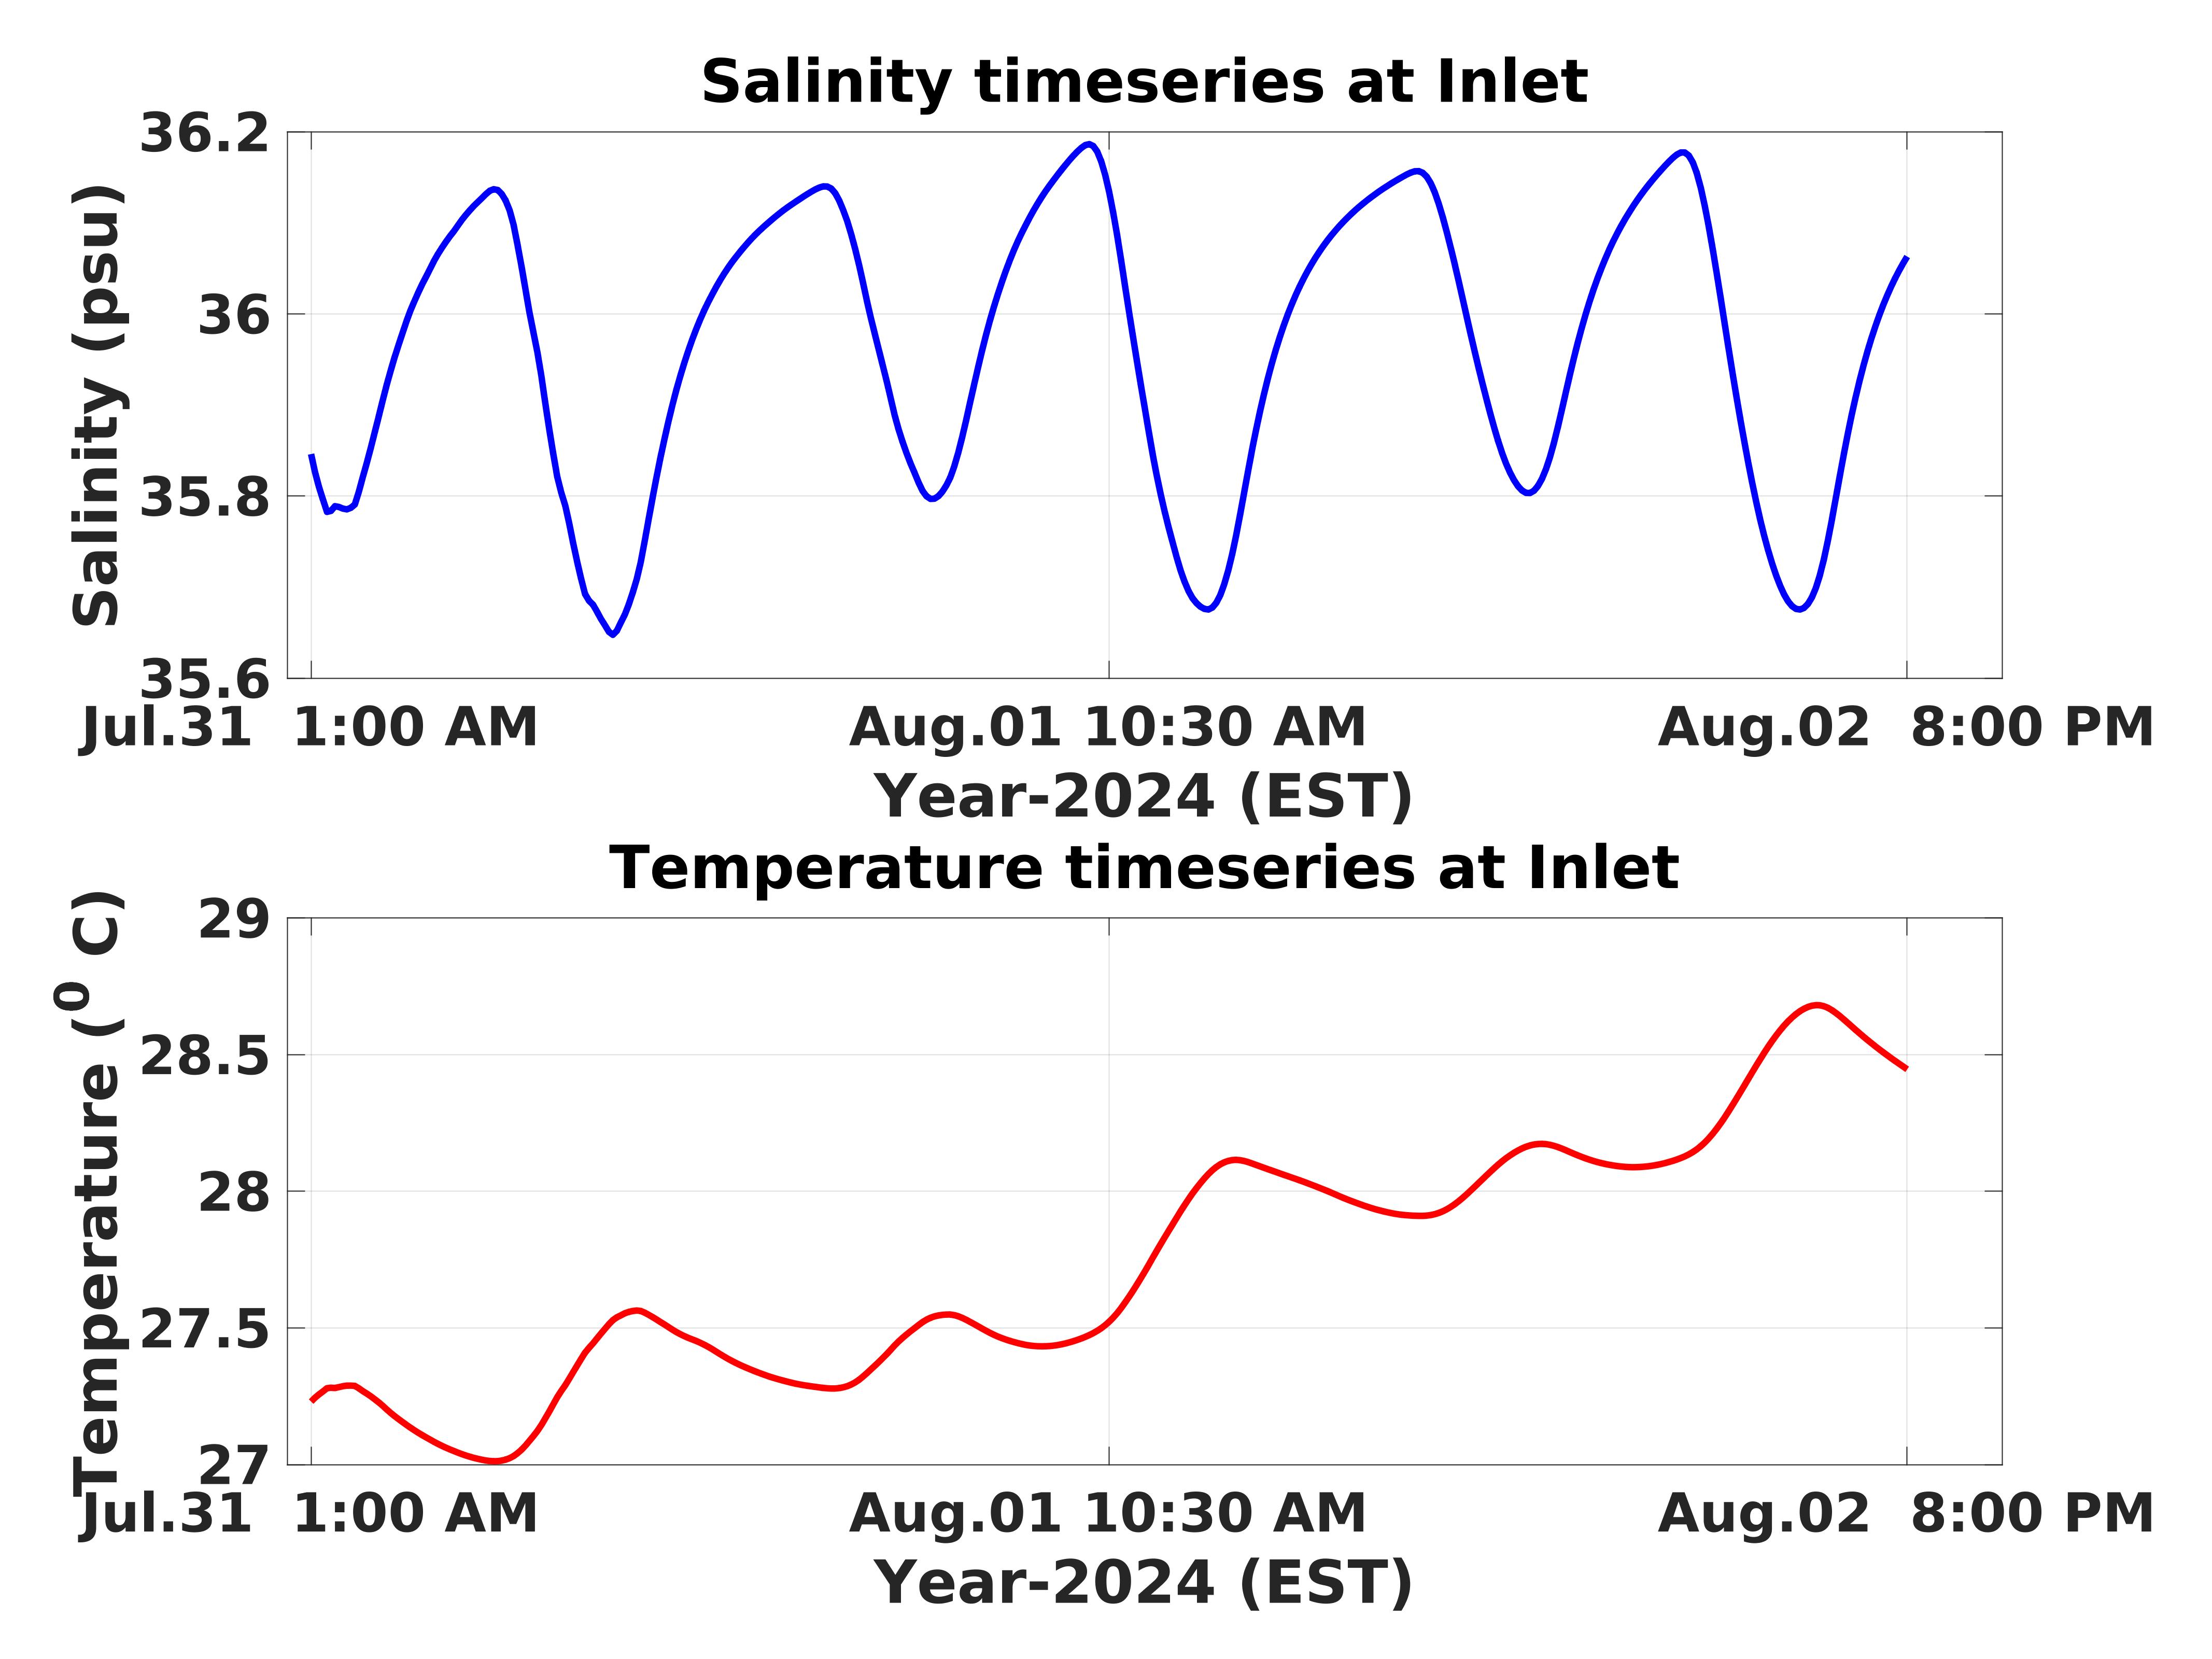 Salinity timeseries at Inlet
Salinity (psu)
36.2
36
35.8
35.6
Jul.31  1:00 AM
Aug.01 10:30 AM
Aug.02  8:00 PM
Year-2024 (EST)
Temperature timeseries at Inlet
Temperature (⁰ C)
29
28.5
28
27.5
27
Jul.31  1:00 AM
Aug.01 10:30 AM
Aug.02  8:00 PM
Year-2024 (EST)